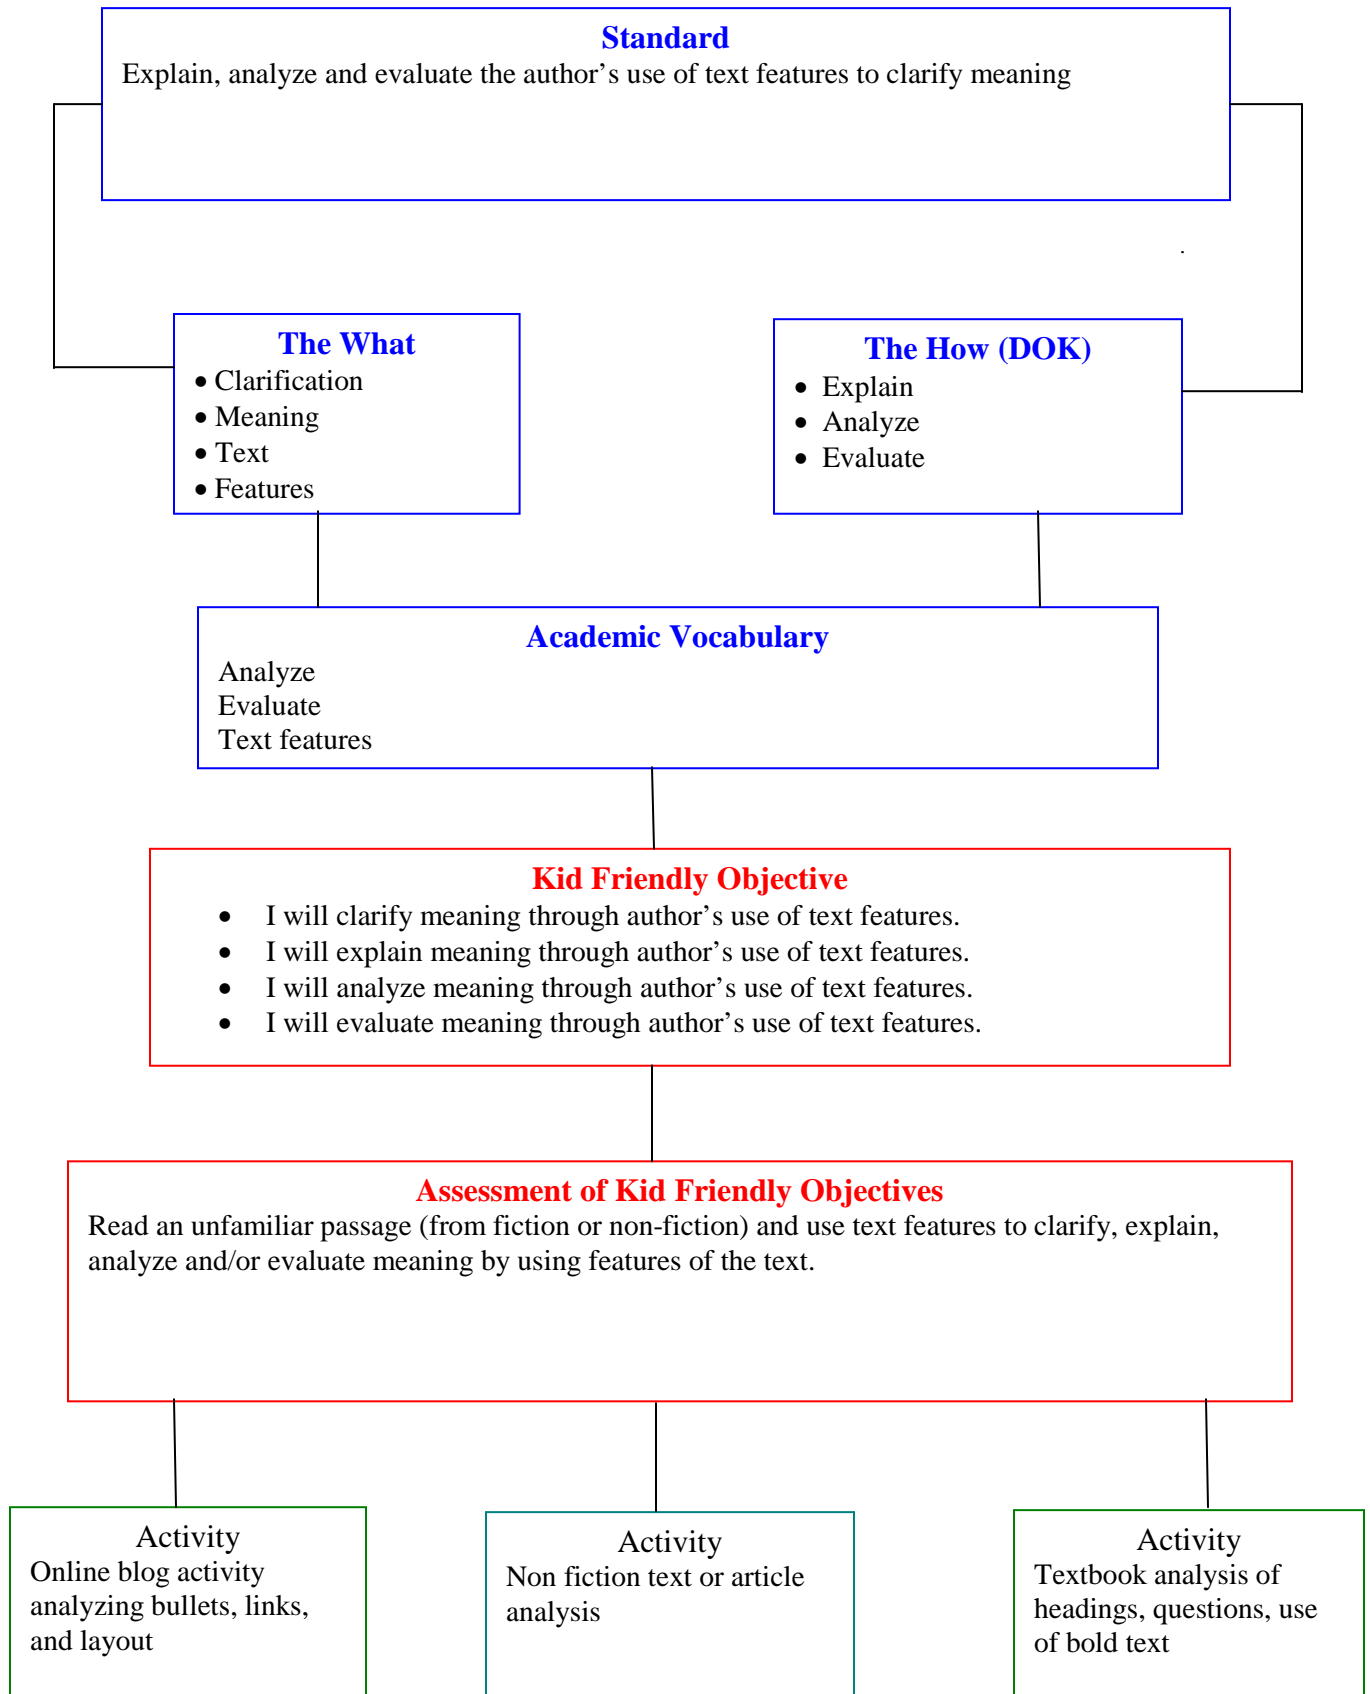 Standard
Explain, analyze and evaluate the author’s use of text features to clarify meaning
The What
• Clarification
• Meaning
• Text
• Features
The How (DOK)
• Explain
• Analyze
• Evaluate
Academic Vocabulary
Analyze
Evaluate
Text features
Kid Friendly Objective
• I will clarify meaning through author’s use of text features.
• I will explain meaning through author’s use of text features.
• I will analyze meaning through author’s use of text features.
• I will evaluate meaning through author’s use of text features.
Assessment of Kid Friendly Objectives
Read an unfamiliar passage (from fiction or non-fiction) and use text features to clarify, explain,
analyze and/or evaluate meaning by using features of the text.
Activity
Online blog activity
analyzing bullets, links,
and layout
Activity
Non fiction text or article
analysis
Activity
Textbook analysis of
headings, questions, use
of bold text